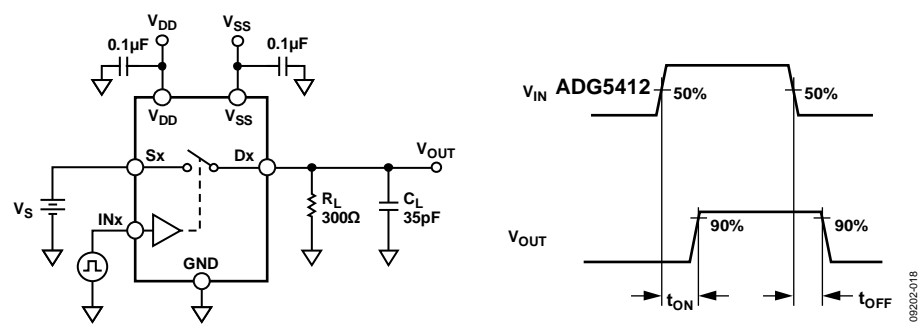 VDD
VSS
0.1µF
0.1µF
VDD
VSS
Sx
Dx
VOUT
VS
INx
RL
300Ω
CL
35pF
GND
VIN ADG5412
50%
50%
VOUT
90%
90%
tON
tOFF
09202-018